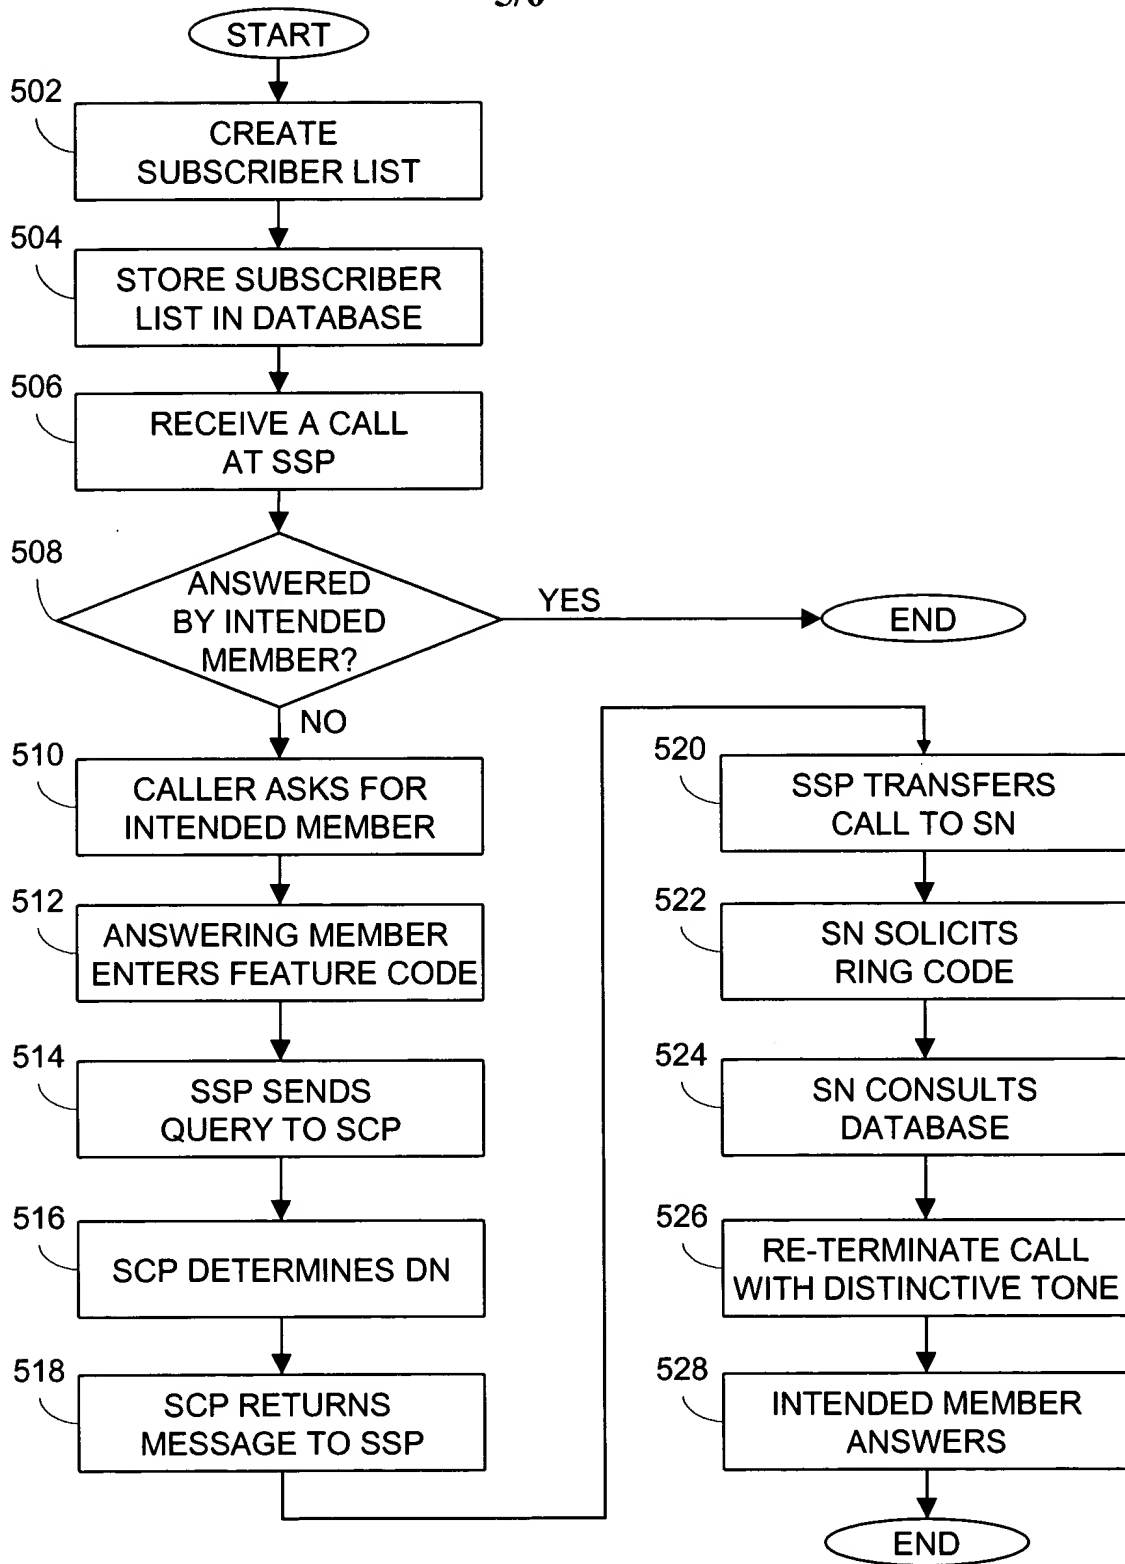 START
502
CREATE
SUBSCRIBER LIST
504
STORE SUBSCRIBER
LIST IN DATABASE
506
RECEIVE A CALL
AT SSP
508
ANSWERED
BY INTENDED
MEMBER?
YES
END
NO
510
CALLER ASKS FOR
INTENDED MEMBER
512
ANSWERING MEMBER
ENTERS FEATURE CODE
514
SSP SENDS
QUERY TO SCP
516
SCP DETERMINES DN
518
SCP RETURNS
MESSAGE TO SSP
520
SSP TRANSFERS
CALL TO SN
522
SN SOLICITS
RING CODE
524
SN CONSULTS
DATABASE
526
RE-TERMINATE CALL
WITH DISTINCTIVE TONE
528
INTENDED MEMBER
ANSWERS
END